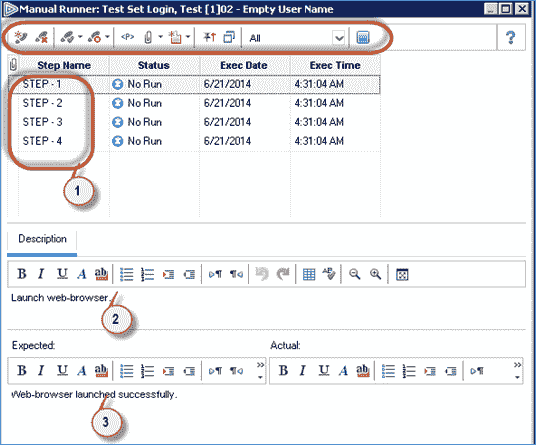 Manual Runner: Test Set Login, Test [1]02 - Empty User Name
<P> All ?
Step Name Status Exec Date Exec Time
STEP - 1 No Run 6/21/2014 4:31:04 AM
STEP - 2 No Run 6/21/2014 4:31:04 AM
STEP - 3 No Run 6/21/2014 4:31:04 AM
STEP - 4 No Run 6/21/2014 4:31:04 AM
1
Description
B I U A ab
Launch web-browser.
2
Expected: Actual:
B I U A ab B I U A ab
Web-browser launched successfully.
3